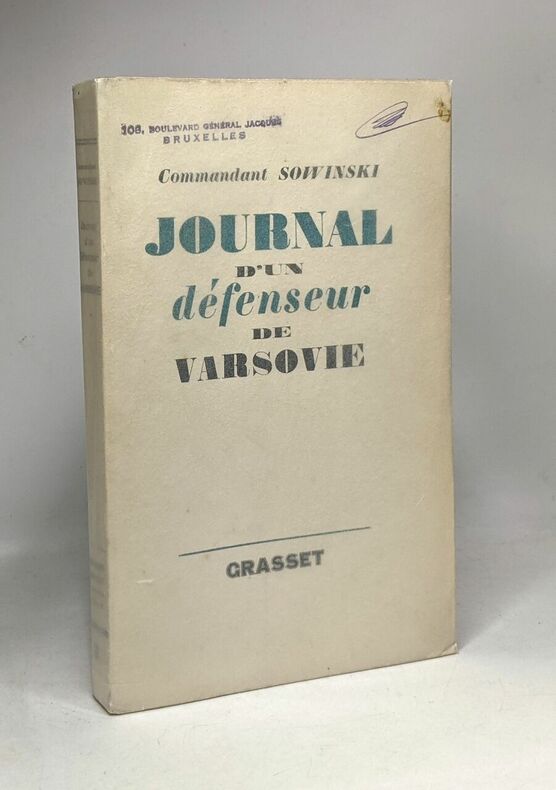 108, BOULEVARD GÉNÉRAL JACQUES
BRUXELLES
Commandant SOWINSKI
JOURNAL
D'UN
défenseur
DE
VARSOVIE
GRASSET